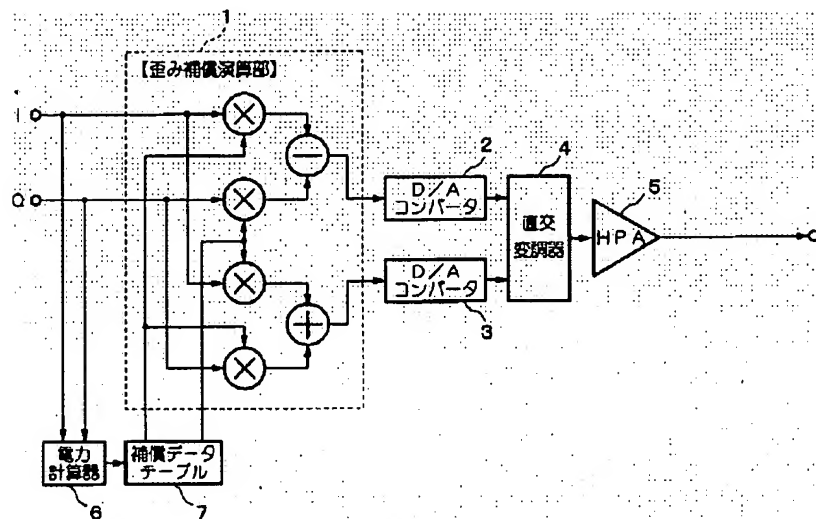 1
【歪み補償演算部】
I
Q
2
D/A
コンバータ
4
直交
変調器
5
HPA
D/A
コンバータ
3
電力
計算器
6
補償データ
テーブル
7